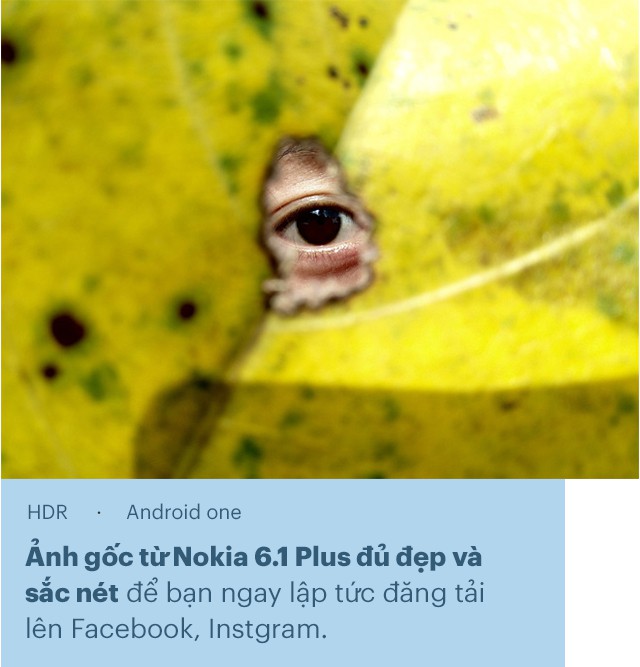 HDR · Android one
Ảnh gốc từ Nokia 6.1 Plus đủ đẹp và
sắc nét để bạn ngay lập tức đăng tải
lên Facebook, Instgram.